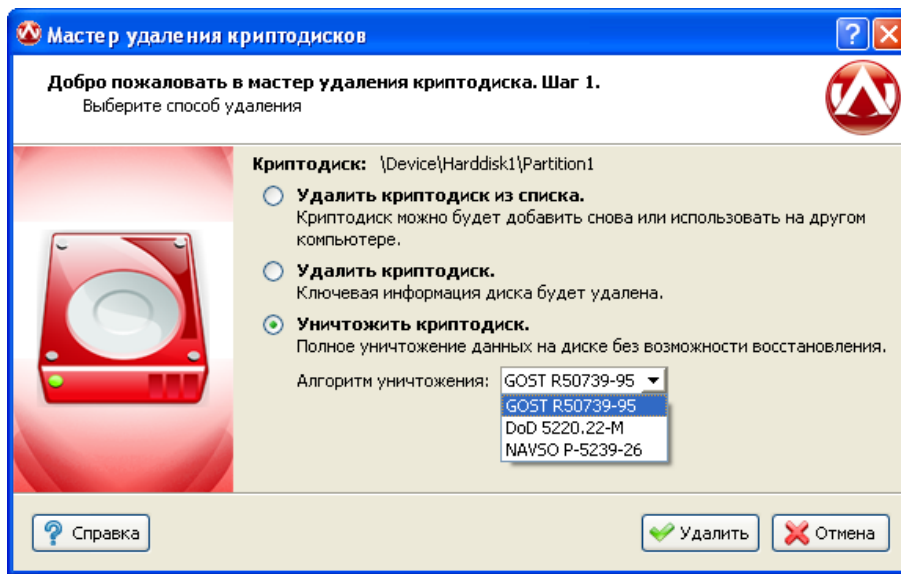 Мастер удаления криптодисков
Добро пожаловать в мастер удаления криптодиска. Шаг 1.
Выберите способ удаления
Криптодиск: \Device\Harddisk1\Partition1
Удалить криптодиск из списка.
Криптодиск можно будет добавить снова или использовать на другом
компьютере.
Удалить криптодиск.
Ключевая информация диска будет удалена.
Уничтожить криптодиск.
Полное уничтожение данных на диске без возможности восстановления.
Алгоритм уничтожения: GOST R50739-95
GOST R50739-95
DoD 5220.22-M
NAVSO P-5239-26
Справка Удалить Отмена